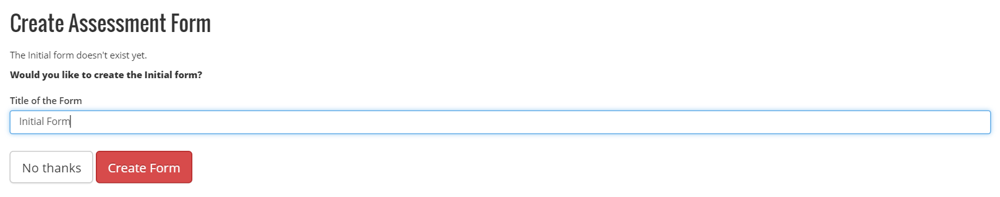 Create Assessment Form
The Initial form doesn't exist yet.
Would you like to create the Initial form?
Title of the Form
Initial Form
No thanks
Create Form